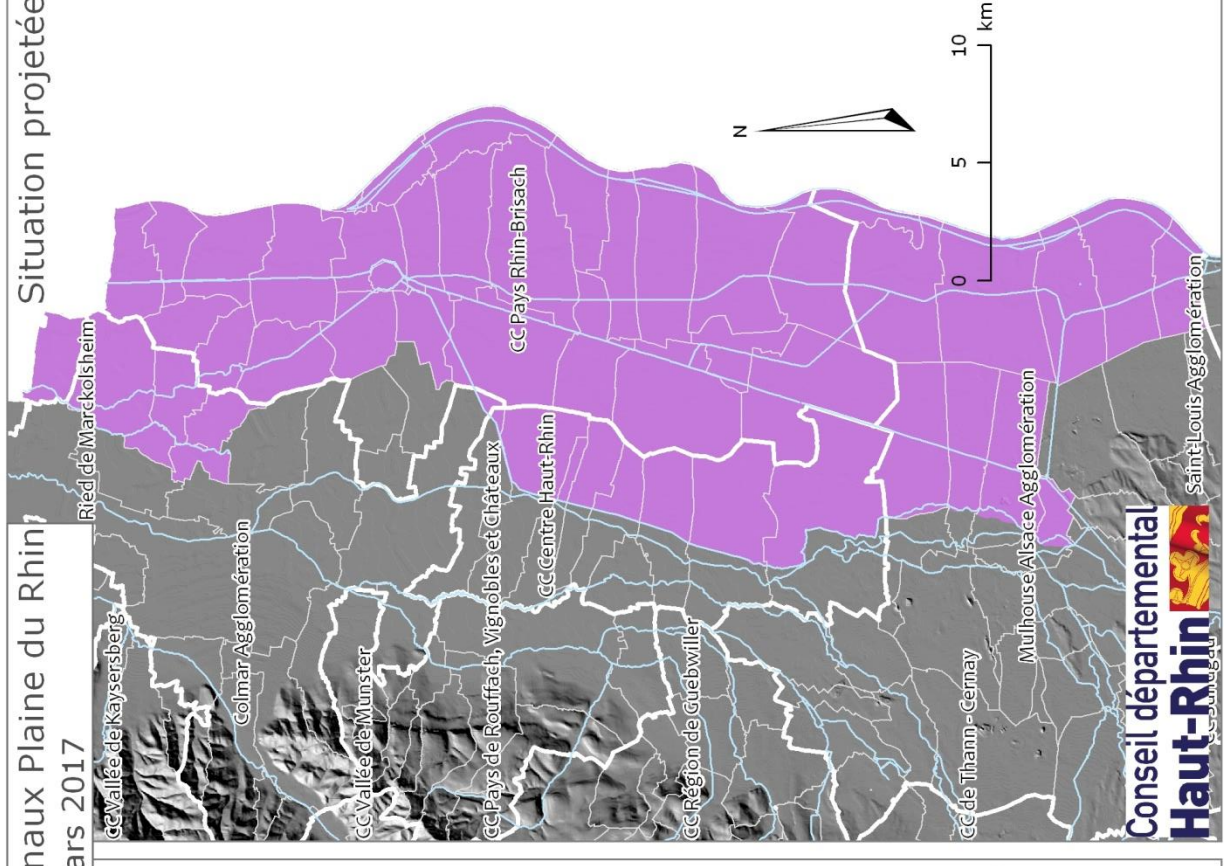 naux Plaine du Rhin
ars 2017
Situation projetée
CC Vallée de Kaysersberg
Ried de Marckolsheim
Colmar Agglomération
CC Vallée de Munster
CC Pays de Rouffach, Vignobles et Châteaux
CC Pays Rhin-Brisach
CC Centre Haut-Rhin
CC Région de Guebwiller
N
CC de Thann - Cernay
Mulhouse Alsace Agglomération
0 5 10
km
Saint-Louis Agglomération
Conseil départemental
Haut-Rhin